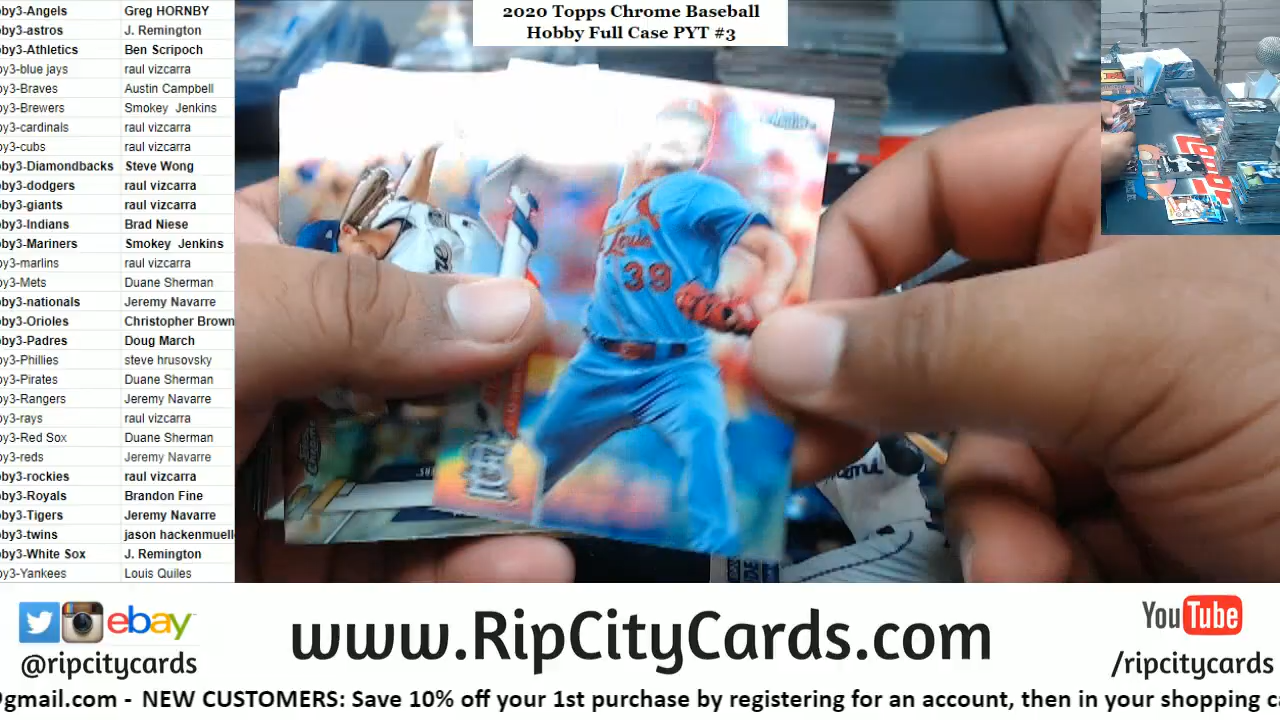 2020 Topps Chrome Baseball
Hobby Full Case PYT #3
by3-Angels Greg HORNBY
by3-astros J. Remington
by3-Athletics Ben Scripoch
by3-blue jays raul vizcarra
by3-Braves Austin Campbell
by3-Brewers Smokey Jenkins
by3-cardinals raul vizcarra
by3-cubs raul vizcarra
by3-Diamondbacks Steve Wong
by3-dodgers raul vizcarra
by3-giants raul vizcarra
by3-Indians Brad Niese
by3-Mariners Smokey Jenkins
by3-marlins raul vizcarra
by3-Mets Duane Sherman
by3-nationals Jeremy Navarre
by3-Orioles Christopher Brown
by3-Padres Doug March
by3-Phillies steve hrusovsky
by3-Pirates Duane Sherman
by3-Rangers Jeremy Navarre
by3-rays raul vizcarra
by3-Red Sox Duane Sherman
by3-reds Jeremy Navarre
by3-rockies raul vizcarra
by3-Royals Brandon Fine
by3-Tigers Jeremy Navarre
by3-twins jason hackenmuell
by3-White Sox J. Remington
by3-Yankees Louis Quiles
Louis
39
ebay
@ripcitycards
www.RipCityCards.com
YouTube
/ripcitycards
@gmail.com - NEW CUSTOMERS: Save 10% off your 1st purchase by registering for an account, then in your shopping ca